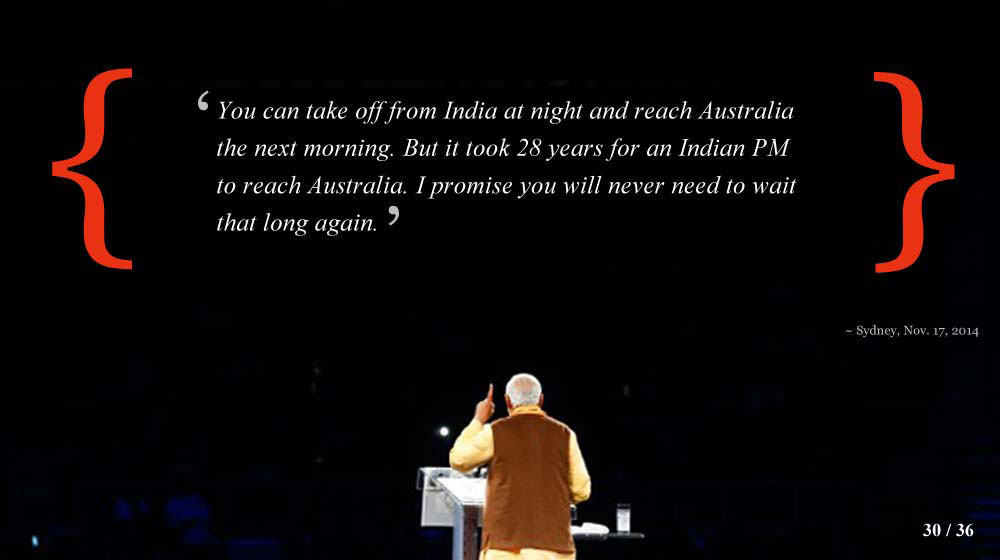 ‘ You can take off from India at night and reach Australia
the next morning. But it took 28 years for an Indian PM
to reach Australia. I promise you will never need to wait
that long again. ’
~ Sydney, Nov. 17, 2014
30 / 36